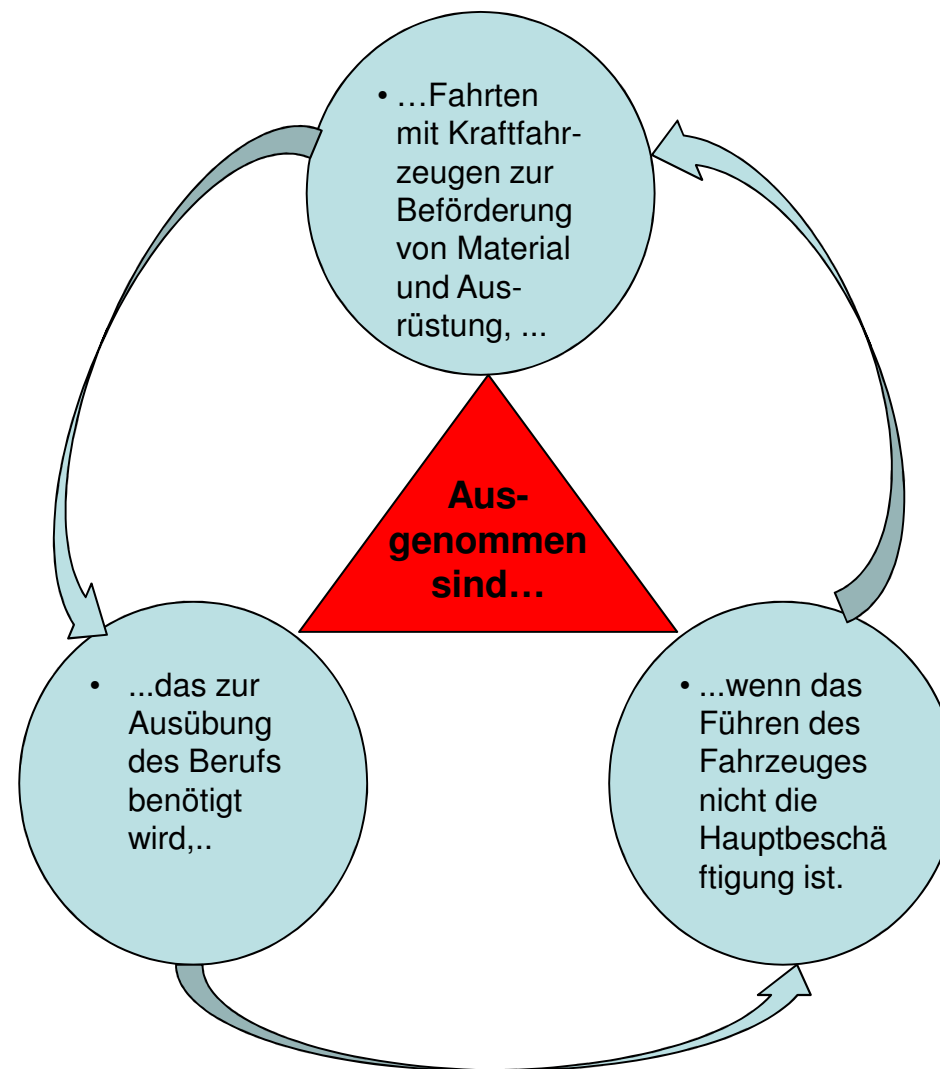 • …Fahrten
mit Kraftfahr-
zeugen zur
Beförderung
von Material
und Aus-
rüstung, ...
Aus-
genommen
sind…
• ...das zur
Ausübung
des Berufs
benötigt
wird,..
• ...wenn das
Führen des
Fahrzeuges
nicht die
Hauptbeschä
ftigung ist.